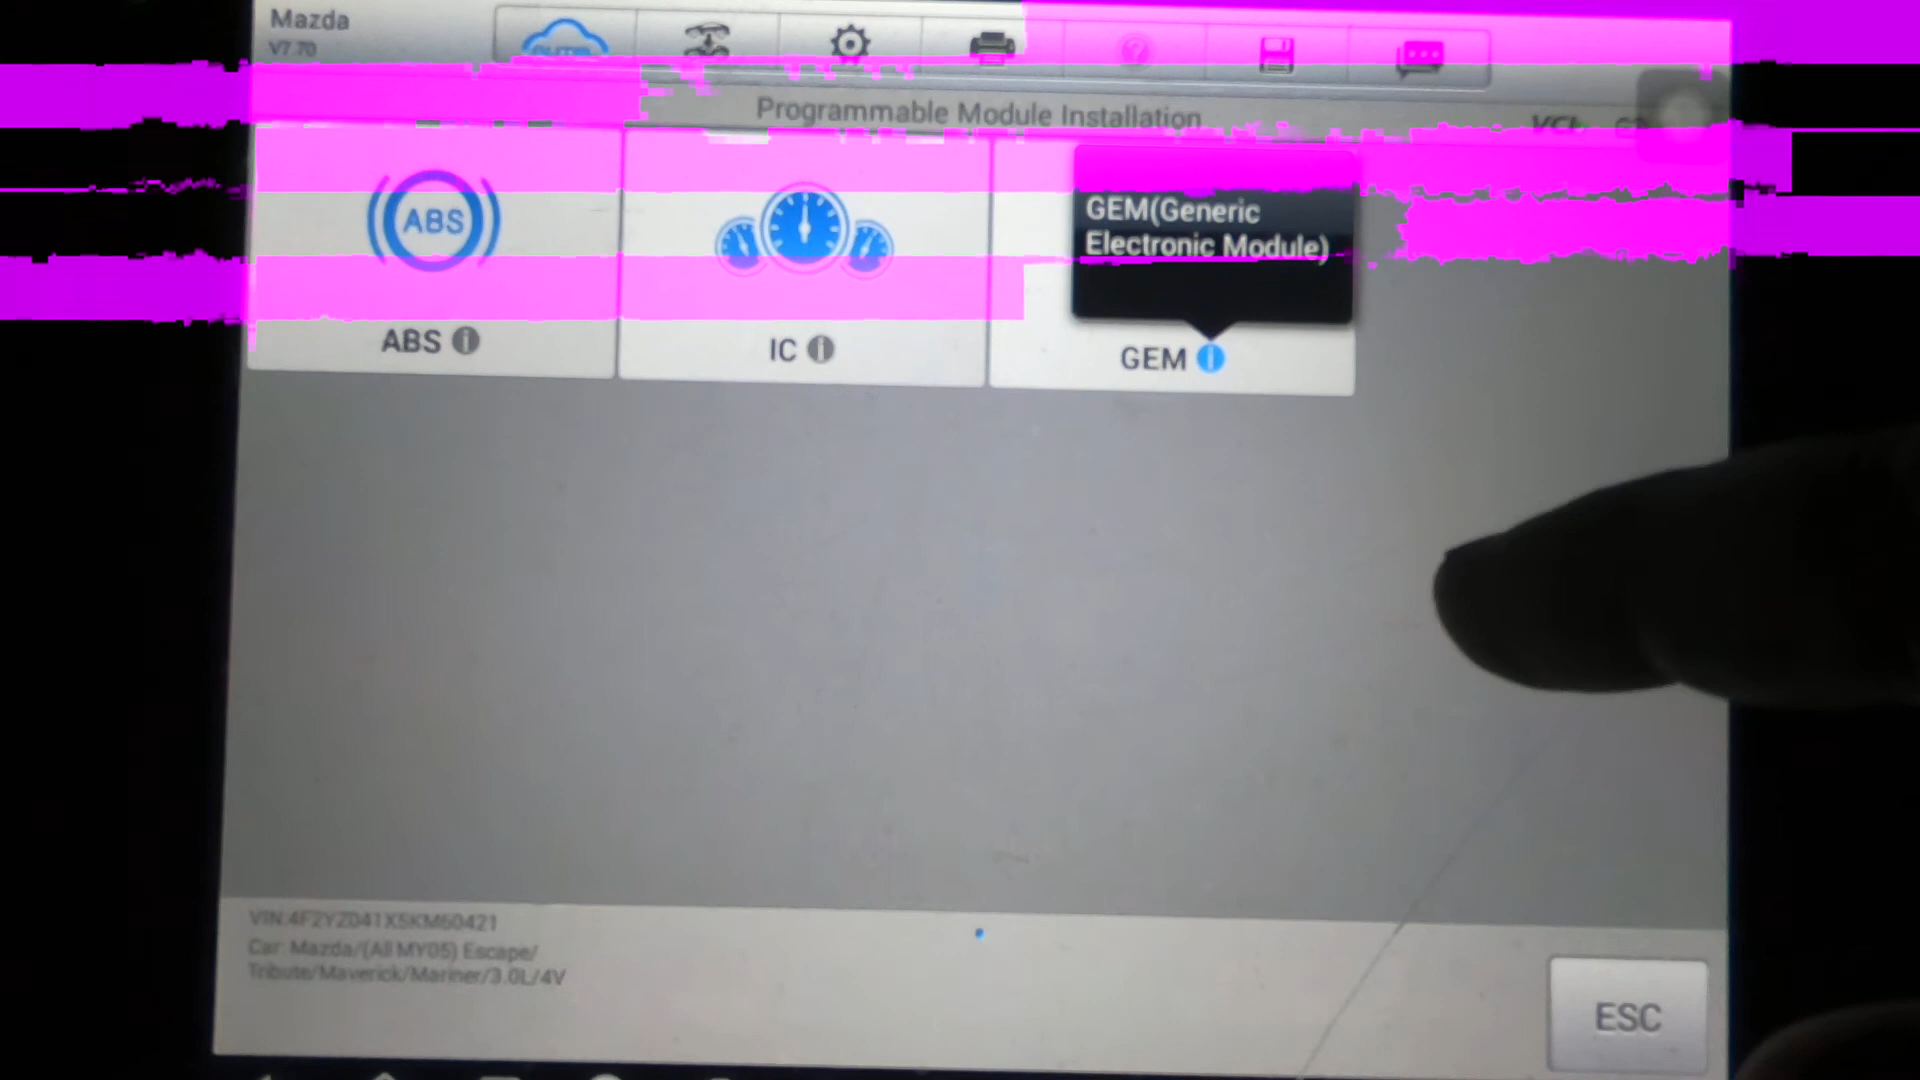 Mazda
V7.70
Programmable Module Installation
VCI
ABS
GEM(Generic
Electronic Module)
ABS
IC
GEM
VIN:4F2YZ041X5KM60421
Car: Mazda/(All MY05) Escape/
Tribute/Maverick/Mariner/3.0L/4V
ESC